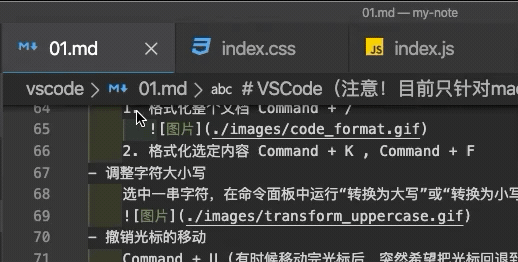 01.md — my-note
01.md
index.css
JS index.js
vscode > 01.md > abc # VSCode（注意！目前只针对mac
64 1. 格式化整个文档 Command + /
65 ![图片](./images/code_format.gif)
66 2. 格式化选定内容 Command + K , Command + F
67 - 调整字符大小写
68 选中一串字符，在命令面板中运行“转换为大写”或“转换为小写
69 ![图片](./images/transform_uppercase.gif)
70 - 撤销光标的移动
71 Command + U (有时候移动完光标后，突然希望把光标回退到